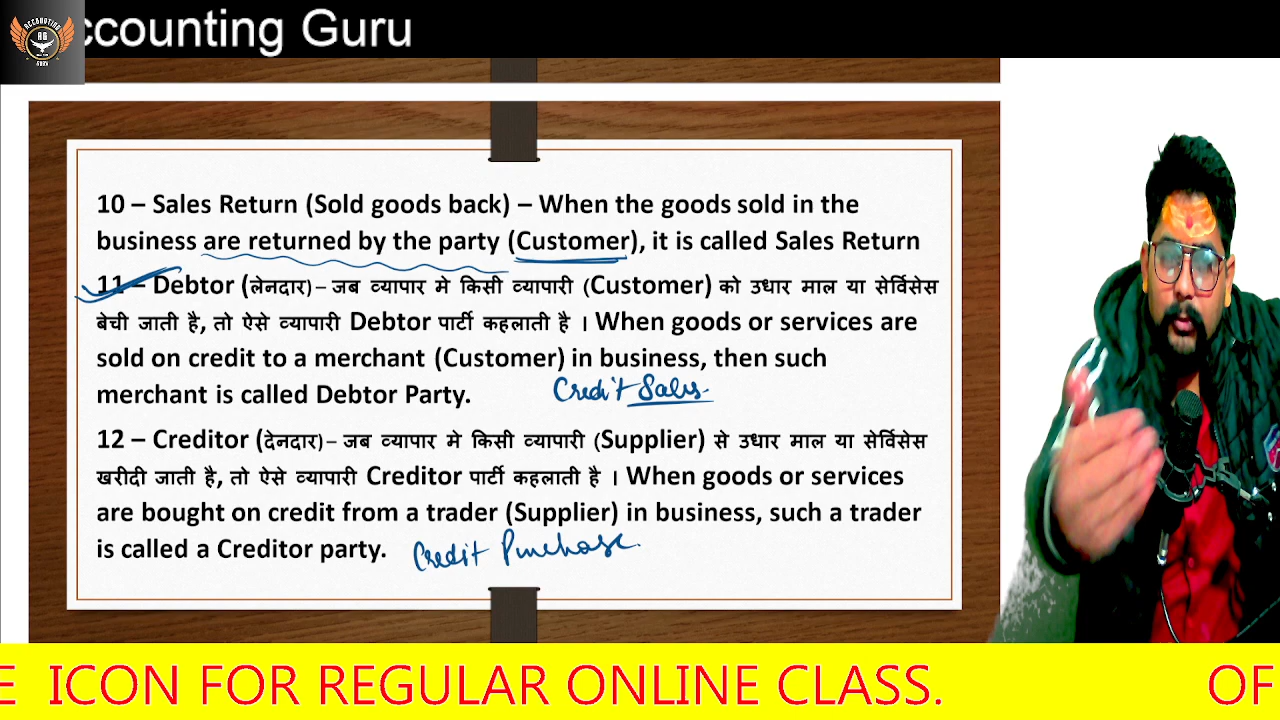 ccounting Guru
ACCOUNTING
AG
GURU
10 – Sales Return (Sold goods back) – When the goods sold in the
business are returned by the party (Customer), it is called Sales Return
11 – Debtor (लेनदार) – जब व्यापार मे किसी व्यापारी (Customer) को उधार माल या सेर्विसेस
बेची जाती है, तो ऐसे व्यापारी Debtor पार्टी कहलाती है । When goods or services are
sold on credit to a merchant (Customer) in business, then such
merchant is called Debtor Party.
Credit Sales
12 – Creditor (देनदार) – जब व्यापार मे किसी व्यापारी (Supplier) से उधार माल या सेर्विसेस
खरीदी जाती है, तो ऐसे व्यापारी Creditor पार्टी कहलाती है । When goods or services
are bought on credit from a trader (Supplier) in business, such a trader
is called a Creditor party.
Credit Purchase
E ICON FOR REGULAR ONLINE CLASS. OF